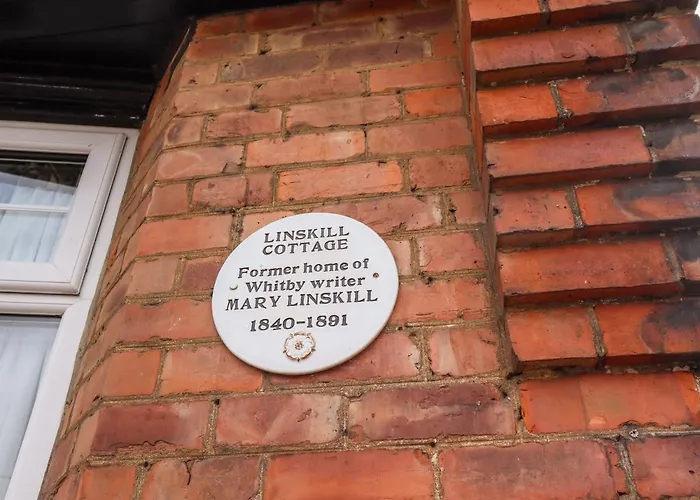 LINSKILL
COTTAGE
Former home of
Whitby writer
MARY LINSKILL
1840-1891